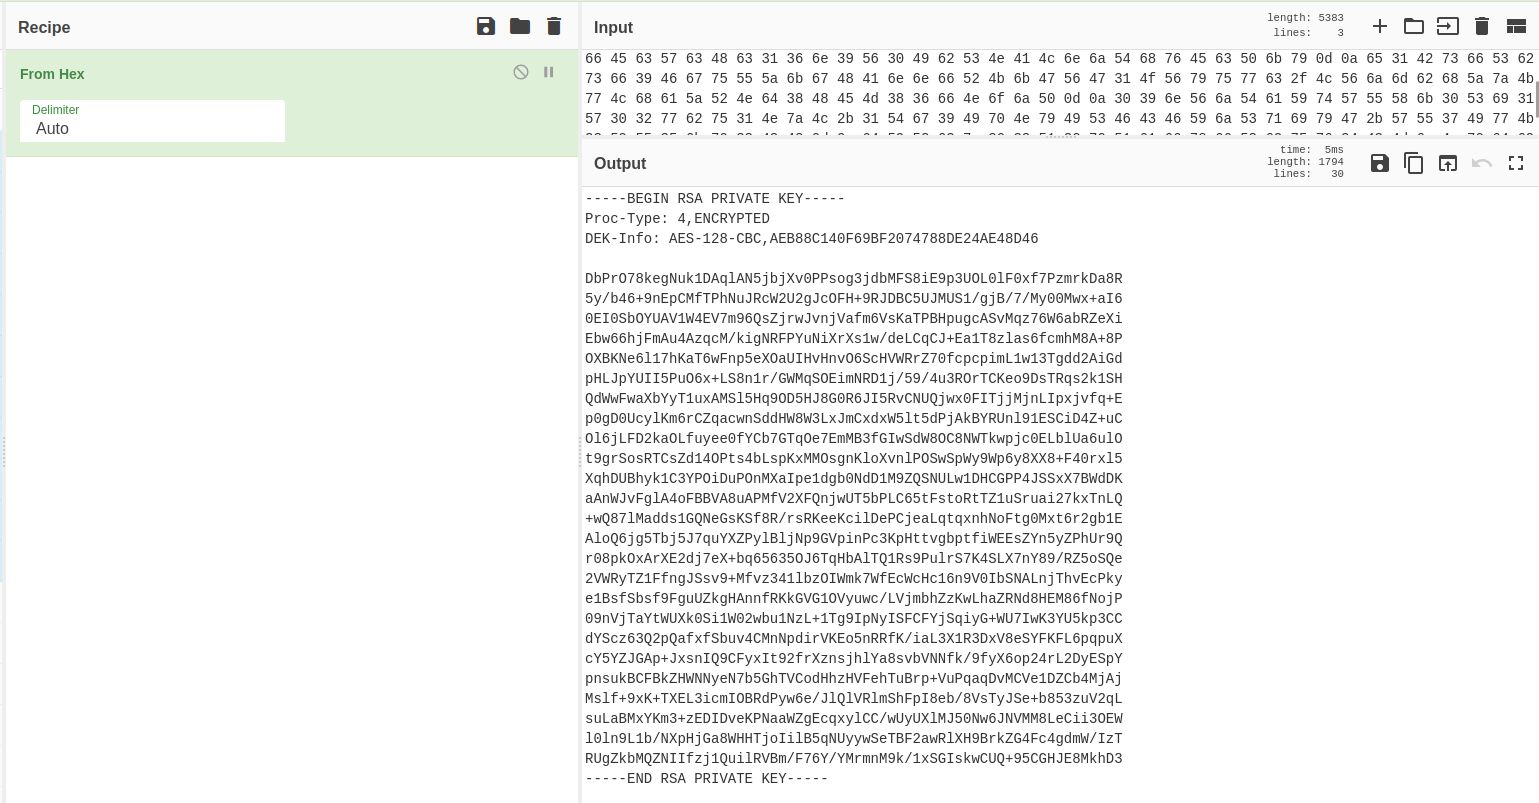 Recipe
From Hex
Delimiter
Auto
Input
length: 5383
lines: 3
66 45 63 57 63 48 63 31 36 6e 39 56 30 49 62 53 4e 41 4c 6e 6a 54 68 76 45 63 50 6b 79 0d 0a 65 31 42 73 66 53 62
73 66 39 46 67 75 55 5a 6b 67 48 41 6e 6e 66 52 4b 6b 47 56 47 31 4f 56 79 75 77 63 2f 4c 56 6a 6d 62 68 5a 7a 4b
77 4c 68 61 5a 52 4e 64 38 48 45 4d 38 36 66 4e 6f 6a 50 0d 0a 30 39 6e 56 6a 54 61 59 74 57 55 58 6b 30 53 69 31
57 30 32 77 62 75 31 4e 7a 4c 2b 31 54 67 39 49 70 4e 79 49 53 46 43 46 59 6a 53 71 69 79 47 2b 57 55 37 49 77 4b
Output
time: 5ms
length: 1794
lines: 30
-----BEGIN RSA PRIVATE KEY-----
Proc-Type: 4,ENCRYPTED
DEK-Info: AES-128-CBC,AEB88C140F69BF2074788DE24AE48D46

DbPrO78kegNuk1DAqlAN5jbjXv0PPsog3jdbMFS8iE9p3UOL0lF0xf7PzmrkDa8R
5y/b46+9nEpCMfTPhNuJRcW2U2gJcOFH+9RJDBC5UJMUS1/gjB/7/My00Mwx+aI6
0EI0SbOYUAV1W4EV7m96QsZjrwJvnjVafm6VsKaTPBHpugcASvMqz76W6abRZeXi
Ebw66hjFmAu4AzqcM/kigNRFPYuNiXrXs1w/deLCqCJ+Ea1T8zlas6fcmhM8A+8P
OXBKNe6l17hKaT6wFnp5eXOaUIHvHnvO6ScHVWRrZ70fcpcpimL1w13Tgdd2AiGd
pHLJpYUII5PuO6x+LS8n1r/GWMqSOEimNRD1j/59/4u3ROrTCKeo9DsTRqs2k1SH
QdWwFwaXbYyT1uxAMSl5Hq9OD5HJ8G0R6JI5RvCNUQjwx0FITjjMjnLIpxjvfq+E
p0gD0UcylKm6rCZqacwnSddHW8W3LxJmCxdxW5lt5dPjAkBYRUnl91ESCiD4Z+uC
Ol6jLFD2kaOLfuyee0fYCb7GTqOe7EmMB3fGIwSdW8OC8NWTkwpjc0ELblUa6ulO
t9grSosRTCsZd14OPts4bLspKxMMOsgnKloXvnlPOSwSpWy9Wp6y8XX8+F40rxl5
XqhDUBhyk1C3YPOiDuPOnMXaIpe1dgb0NdD1M9ZQSNULw1DHCGPP4JSSxX7BWdDK
aAnWJvFglA4oFBBVA8uAPMfV2XFQnjwUT5bPLC65tFstoRtTZ1uSruai27kxTnLQ
+wQ87lMadds1GQNeGsKSf8R/rsRKeeKcilDePCjeaLqtqxnhNoFtg0Mxt6r2gb1E
AloQ6jg5Tbj5J7quYXZPylBljNp9GVpinPc3KpHttvgbptfiWEEsZYn5yZPhUr9Q
r08pkOxArXE2dj7eX+bq65635OJ6TqHbAlTQ1Rs9PulrS7K4SLX7nY89/RZ5oSQe
2VWRyTZ1FfngJSsv9+Mfvz341lbzOIWmk7WfEcWcHc16n9V0IbSNALnjThvEcPky
e1BsfSbsf9FguUZkgHAnnfRKkGVG1OVyuwc/LVjmbhZzKwLhaZRNd8HEM86fNojP
09nVjTaYtWUXk0Si1W02wbu1NzL+1Tg9IpNyISFCFYjSqiyG+WU7IwK3YU5kp3CC
dYScz63Q2pQafxfSbuv4CMnNpdirVKEo5nRRfK/iaL3X1R3DxV8eSYFKFL6pqpuX
cY5YZJGAp+JxsnIQ9CFyxIt92frXznsjhlYa8svbVNNfk/9fyX6op24rL2DyESpY
pnsukBCFBkZHWNNyeN7b5GhTVCodHhzHVFehTuBrp+VuPqaqDvMCVe1DZCb4MjAj
Mslf+9xK+TXEL3icmIOBRdPyw6e/JlQlVRlmShFpI8eb/8VsTyJSe+b853zuV2qL
suLaBMxYKm3+zEDIDveKPNaaWZgEcqxylCC/wUyUXlMJ50Nw6JNVMM8LeCii3OEW
l0ln9L1b/NXpHjGa8WHHTjoIilB5qNUyywSeTBF2awRlXH9BrkZG4Fc4gdmW/IzT
RUgZkbMQZNIIfzj1QuilRVBm/F76Y/YMrmnM9k/1xSGIskwCUQ+95CGHJE8MkhD3
-----END RSA PRIVATE KEY-----